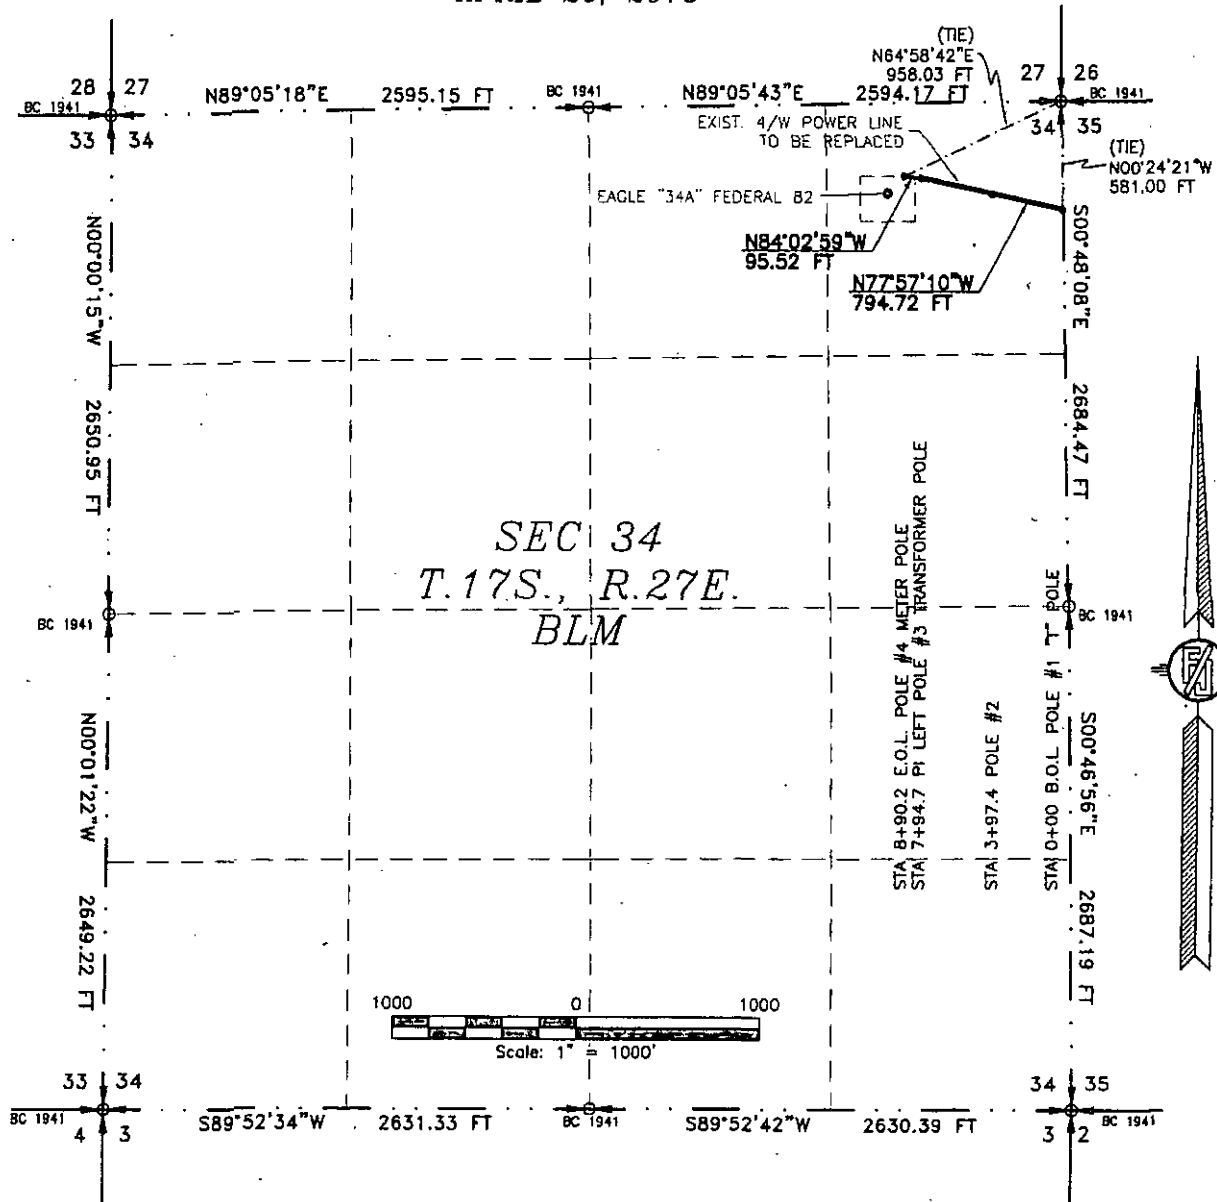 (TIE)
N64°58'42"E
958.03 FT
28 27
27 26
BC 1941
N89°05'18"E 2595.15 FT
BC 1941
N89°05'43"E 2594.17 FT
BC 1941
33 34
34 35
EXIST. 4/W POWER LINE
TO BE REPLACED
(TIE)
N00°24'21"W
581.00 FT
EAGLE "34A" FEDERAL 82
N84°02'59"W
95.52 FT
N77°57'10"W
794.72 FT
N00°00'15"W 2650.95 FT
S00°48'08"E 2684.47 FT
SEC 34
T.17S., R.27E.
BLM
BC 1941
BC 1941
STA 8+90.2 E.O.L. POLE #4 METER POLE
STA 7+94.7 PI LEFT POLE #3 TRANSFORMER POLE
STA 3+97.4 POLE #2
STA 0+00 B.O.L POLE #1 "T" POLE
N00°01'22"W 2649.22 FT
S00°46'56"E 2687.19 FT
1000 0 1000
Scale: 1" = 1000'
33 34
34 35
BC 1941
S89°52'34"W 2631.33 FT
BC 1941
S89°52'42"W 2630.39 FT
BC 1941
4 3
3 2